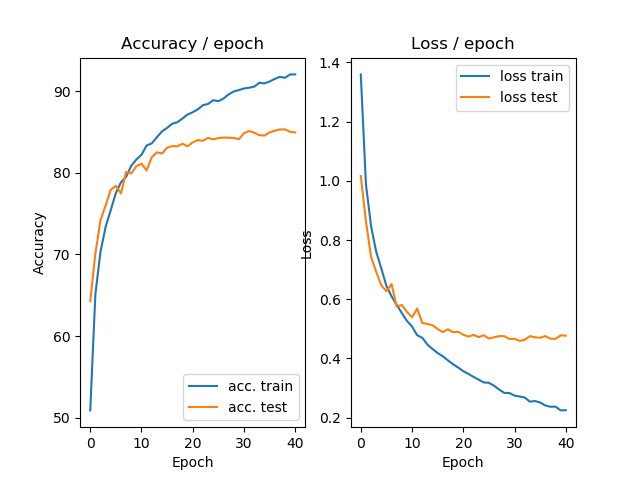 Accuracy / epoch
90
80
70
60
50
0
10
20
30
40
Epoch
Accuracy
acc. train
acc. test
Loss / epoch
1.4
1.2
1.0
0.8
0.6
0.4
0.2
0
10
20
30
40
Epoch
Loss
loss train
loss test